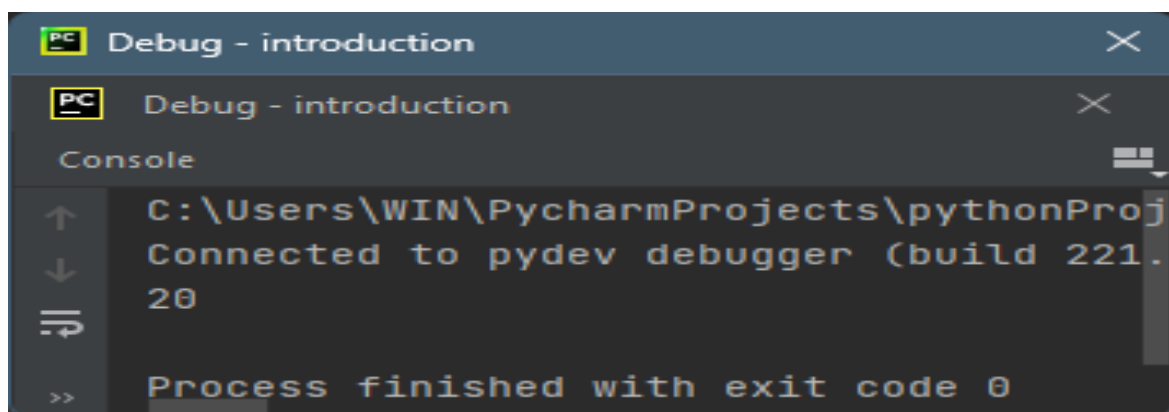 PC Debug - introduction
PC Debug - introduction
Console
C:\Users\WIN\PycharmProjects\pythonProj
Connected to pydev debugger (build 221.
20
Process finished with exit code 0